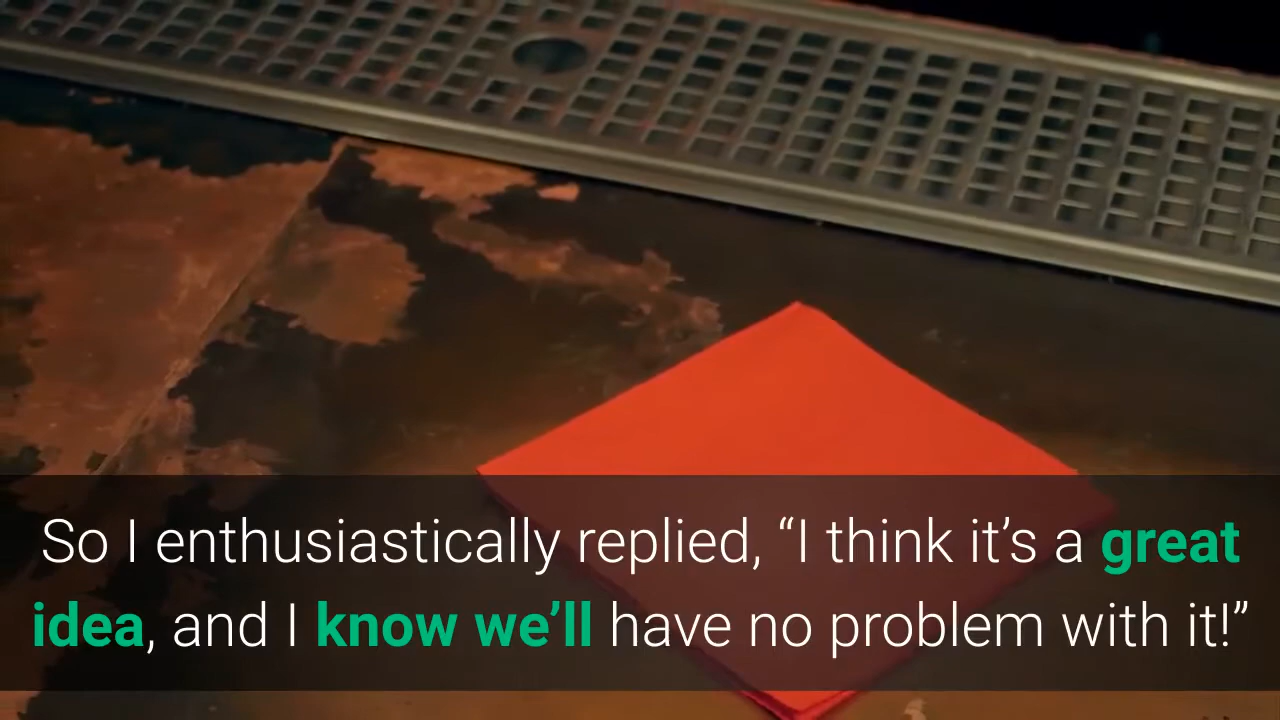 So I enthusiastically replied, “I think it’s a great
idea, and I know we’ll have no problem with it!”